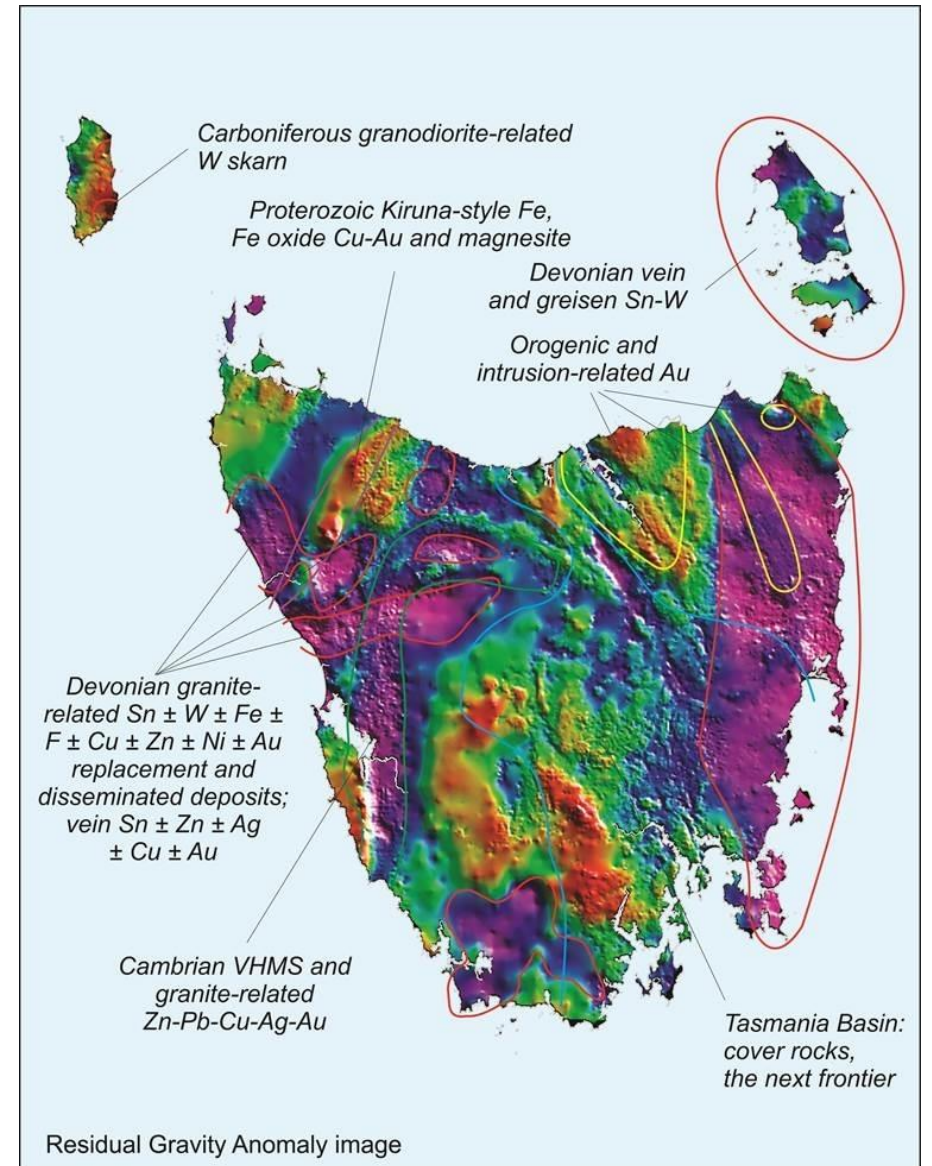 Carboniferous granodiorite-related
W skarn
Proterozoic Kiruna-style Fe,
Fe oxide Cu-Au and magnesite
Devonian vein
and greisen Sn-W
Orogenic and
intrusion-related Au
Devonian granite-
related Sn ± W ± Fe ±
F ± Cu ± Zn ± Ni ± Au
replacement and
disseminated deposits;
vein Sn ± Zn ± Ag
± Cu ± Au
Cambrian VHMS and
granite-related
Zn-Pb-Cu-Ag-Au
Tasmania Basin:
cover rocks,
the next frontier
Residual Gravity Anomaly image